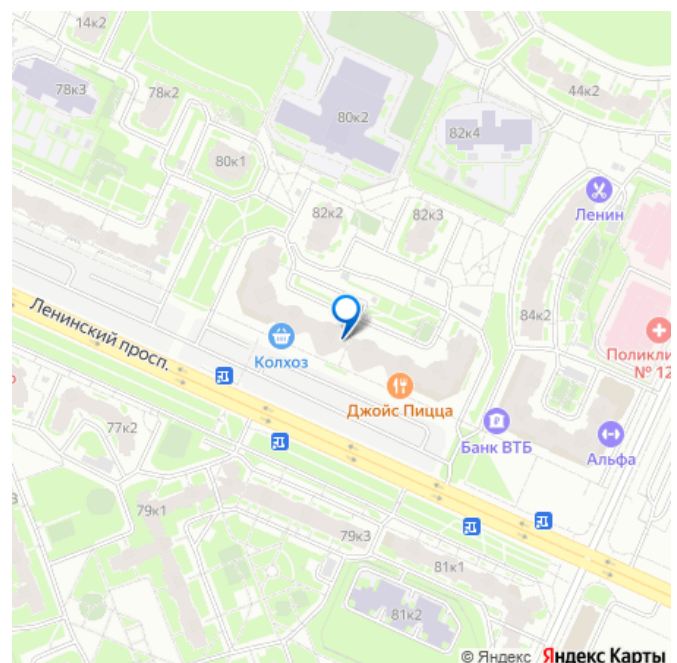 14к2
78к3
78к2
80к2
44к2
82к4
80к1
Ленин
82к2
82к3
84к2
Ленинский просп.
Колхоз
Поликли
№ 12
Джойс Пицца
77к2
Банк ВТБ
Альфа
79к1
79к3
81к1
81к2
© Яндекс Яндекс Карты